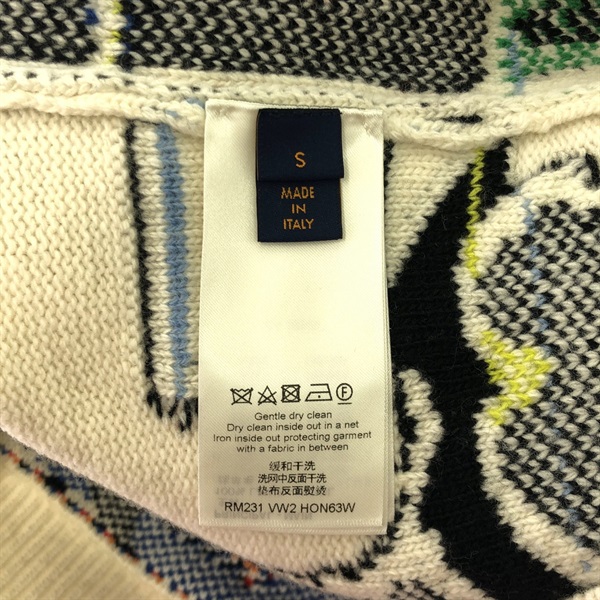 S
MADE
IN
ITALY
F
Gentle dry clean
Dry clean inside out in a net
Iron inside out protecting garment
with a fabric in between
缓和干洗
洗网中反面干洗
垫布反面熨烫
RM231 VW2 HON63W